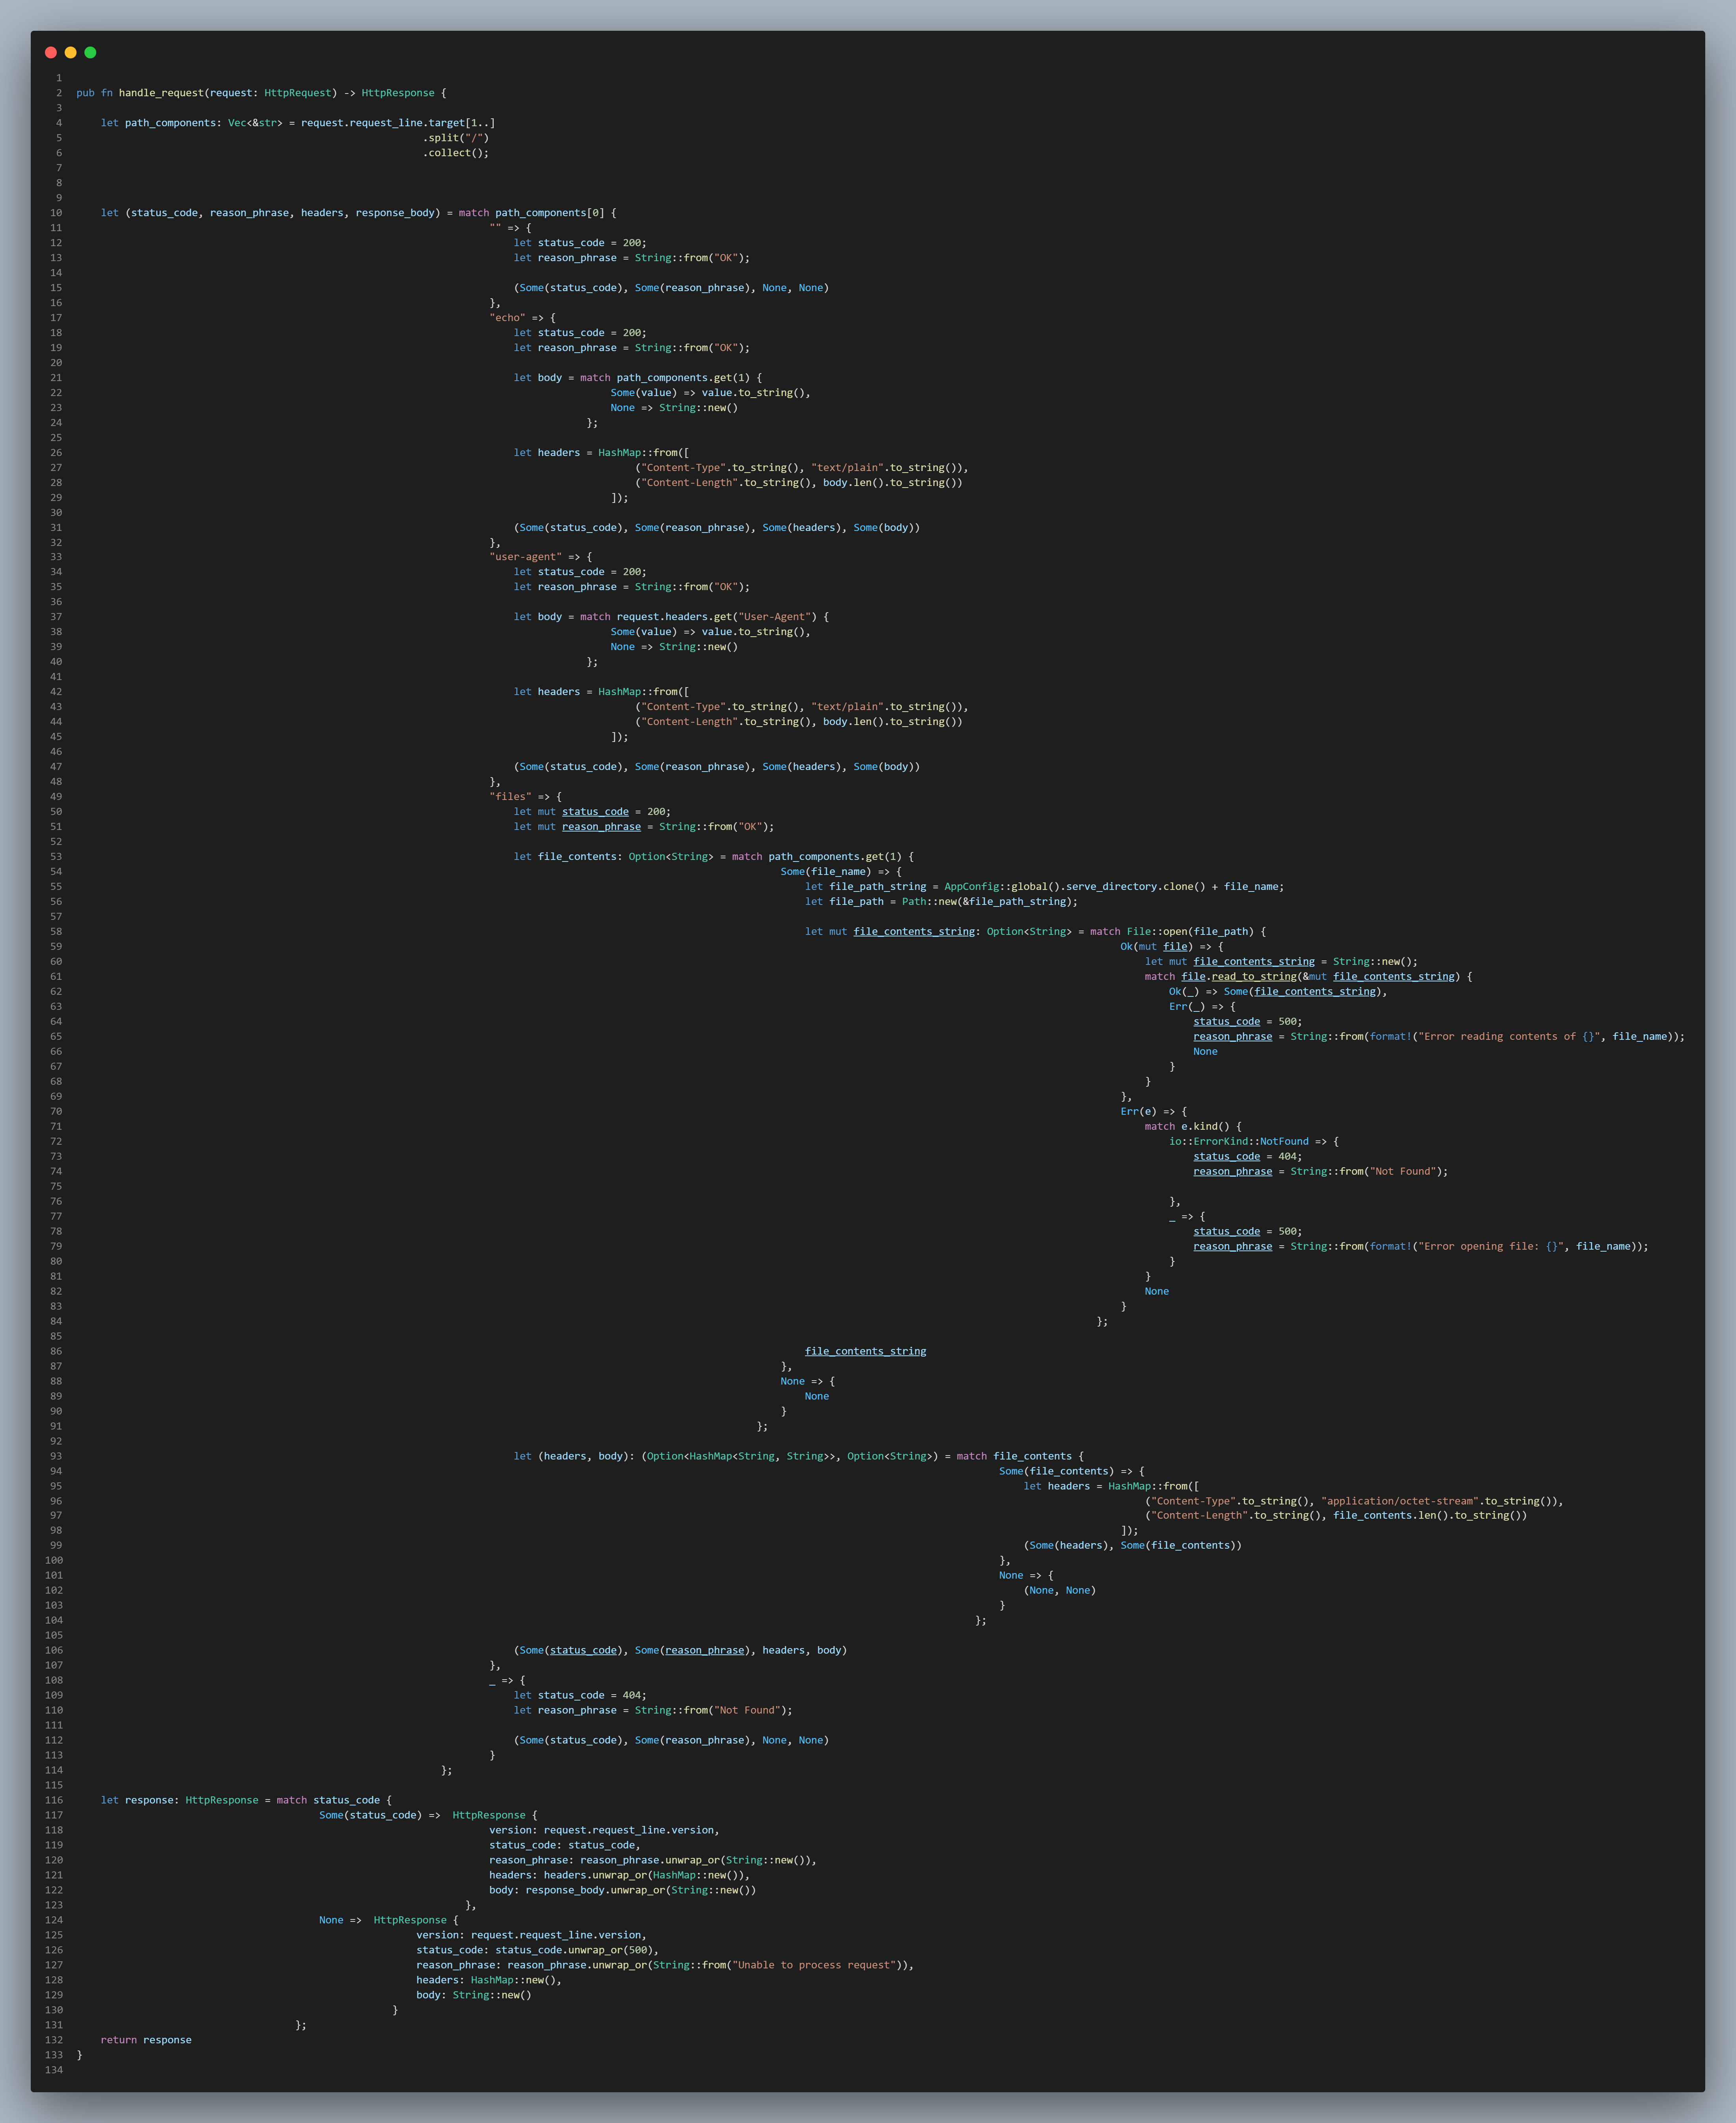 1
2 pub fn handle_request(request: HttpRequest) -> HttpResponse {
3
4     let path_components: Vec<&str> = request.request_line.target[1..]
5                                                          .split("/")
6                                                          .collect();
7
8
9
10     let (status_code, reason_phrase, headers, response_body) = match path_components[0] {
11         "" => {
12             let status_code = 200;
13             let reason_phrase = String::from("OK");
14
15             (Some(status_code), Some(reason_phrase), None, None)
16         },
17         "echo" => {
18             let status_code = 200;
19             let reason_phrase = String::from("OK");
20
21             let body = match path_components.get(1) {
22                 Some(value) => value.to_string(),
23                 None => String::new()
24             };
25
26             let headers = HashMap::from([
27                 ("Content-Type".to_string(), "text/plain".to_string()),
28                 ("Content-Length".to_string(), body.len().to_string())
29             ]);
30
31             (Some(status_code), Some(reason_phrase), Some(headers), Some(body))
32         },
33         "user-agent" => {
34             let status_code = 200;
35             let reason_phrase = String::from("OK");
36
37             let body = match request.headers.get("User-Agent") {
38                 Some(value) => value.to_string(),
39                 None => String::new()
40             };
41
42             let headers = HashMap::from([
43                 ("Content-Type".to_string(), "text/plain".to_string()),
44                 ("Content-Length".to_string(), body.len().to_string())
45             ]);
46
47             (Some(status_code), Some(reason_phrase), Some(headers), Some(body))
48         },
49         "files" => {
50             let mut status_code = 200;
51             let mut reason_phrase = String::from("OK");
52
53             let file_contents: Option<String> = match path_components.get(1) {
54                 Some(file_name) => {
55                     let file_path_string = AppConfig::global().serve_directory.clone() + file_name;
56                     let file_path = Path::new(&file_path_string);
57
58                     let mut file_contents_string: Option<String> = match File::open(file_path) {
59                         Ok(mut file) => {
60                             let mut file_contents_string = String::new();
61                             match file.read_to_string(&mut file_contents_string) {
62                                 Ok(_) => Some(file_contents_string),
63                                 Err(_) => {
64                                     status_code = 500;
65                                     reason_phrase = String::from(format!("Error reading contents of {}", file_name));
66                                     None
67                                 }
68                             }
69                         },
70                         Err(e) => {
71                             match e.kind() {
72                                 io::ErrorKind::NotFound => {
73                                     status_code = 404;
74                                     reason_phrase = String::from("Not Found");
75
76                                 },
77                                 _ => {
78                                     status_code = 500;
79                                     reason_phrase = String::from(format!("Error opening file: {}", file_name));
80                                 }
81                             }
82                             None
83                         }
84                     };
85
86                     file_contents_string
87                 },
88                 None => {
89                     None
90                 }
91             };
92
93             let (headers, body): (Option<HashMap<String, String>>, Option<String>) = match file_contents {
94                 Some(file_contents) => {
95                     let headers = HashMap::from([
96                         ("Content-Type".to_string(), "application/octet-stream".to_string()),
97                         ("Content-Length".to_string(), file_contents.len().to_string())
98                     ]);
99                     (Some(headers), Some(file_contents))
100                 },
101                 None => {
102                     (None, None)
103                 }
104             };
105
106             (Some(status_code), Some(reason_phrase), headers, body)
107         },
108         _ => {
109             let status_code = 404;
110             let reason_phrase = String::from("Not Found");
111
112             (Some(status_code), Some(reason_phrase), None, None)
113         }
114     };
115
116     let response: HttpResponse = match status_code {
117         Some(status_code) =>  HttpResponse {
118             version: request.request_line.version,
119             status_code: status_code,
120             reason_phrase: reason_phrase.unwrap_or(String::new()),
121             headers: headers.unwrap_or(HashMap::new()),
122             body: response_body.unwrap_or(String::new())
123         },
124         None =>  HttpResponse {
125             version: request.request_line.version,
126             status_code: status_code.unwrap_or(500),
127             reason_phrase: reason_phrase.unwrap_or(String::from("Unable to process request")),
128             headers: HashMap::new(),
129             body: String::new()
130         }
131     };
132     return response
133 }
134